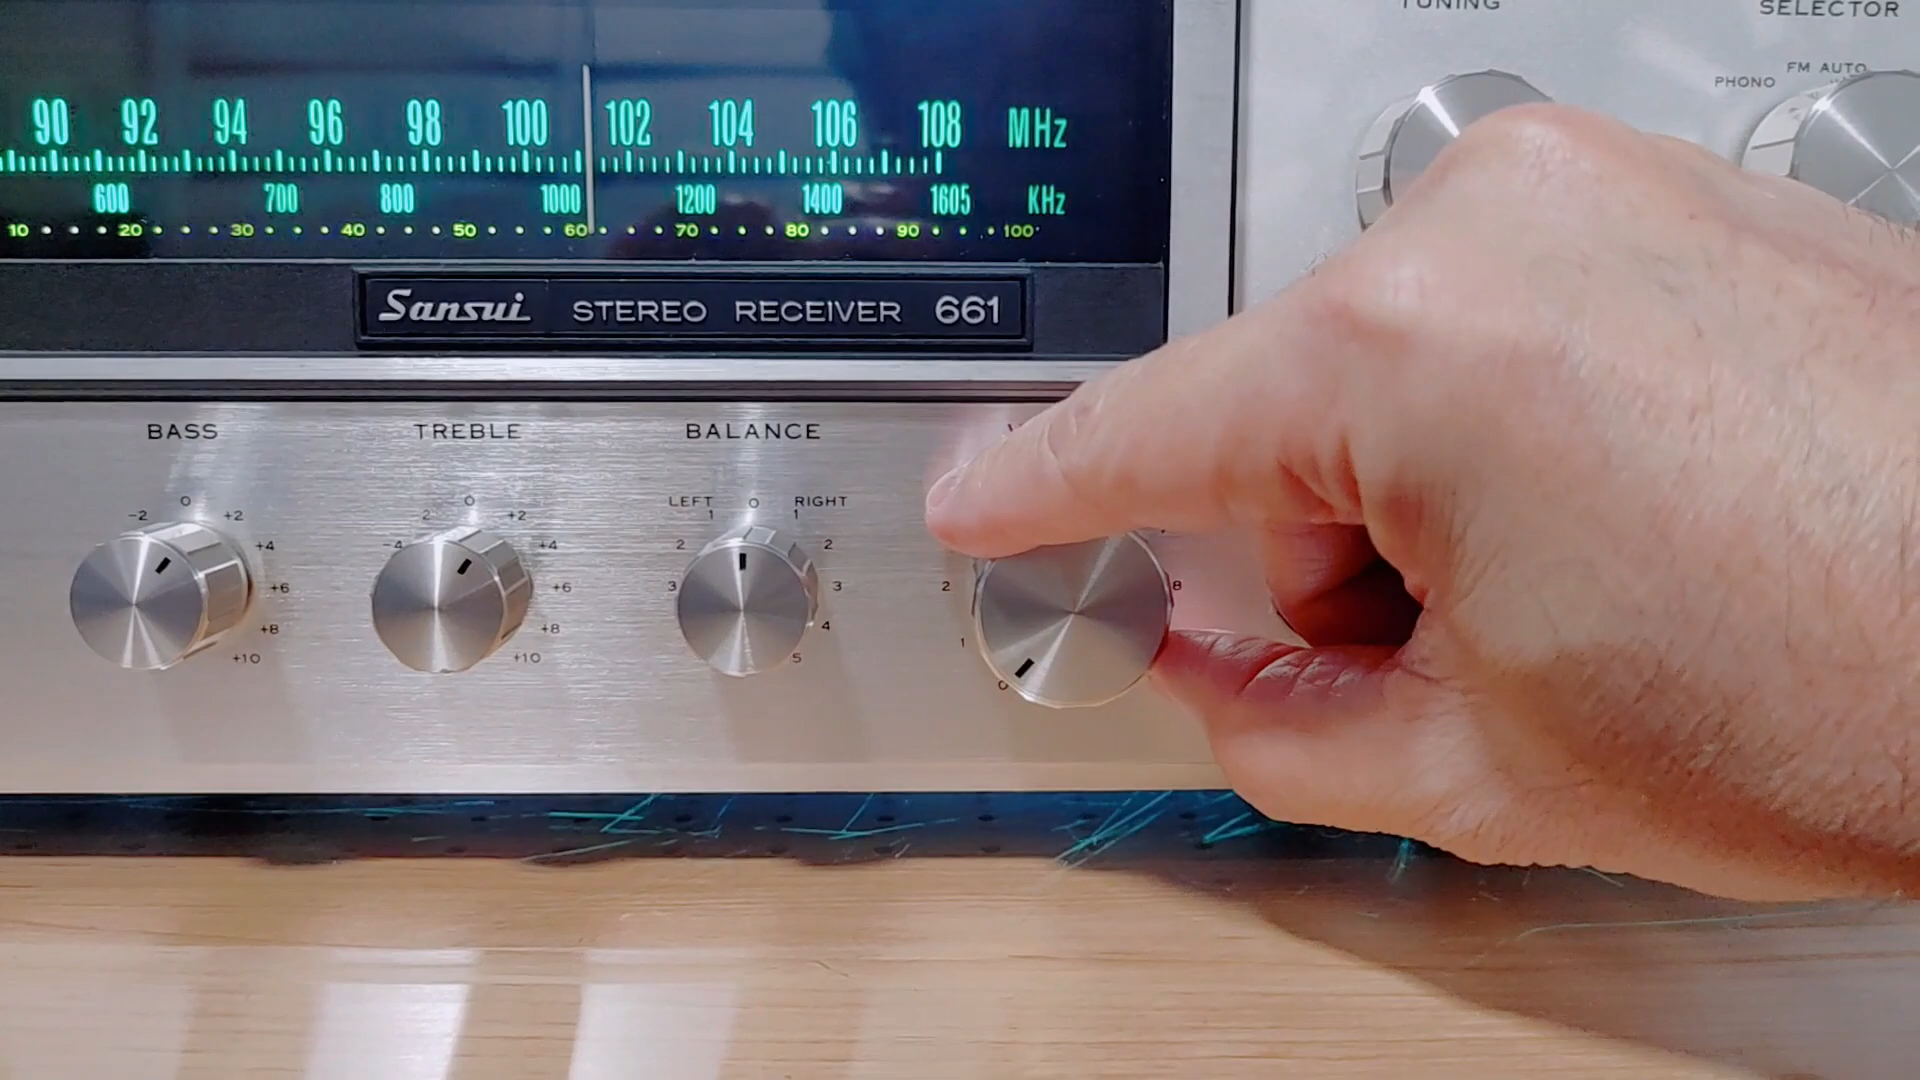 TUNING
SELECTOR
PHONO FM AUTO
90 92 94 96 98 100 102 104 106 108 MHz
600 700 800 1000 1200 1400 1605 KHz
10 20 30 40 50 60 70 80 90 100
Sansui STEREO RECEIVER 661
BASS TREBLE BALANCE
-2 0 +2
+4
+6
+8
+10
2 0 +2
-4 +4
+6
+8
+10
LEFT 0 RIGHT
1 1
2 2
3 3
4
5
2 8
1
0